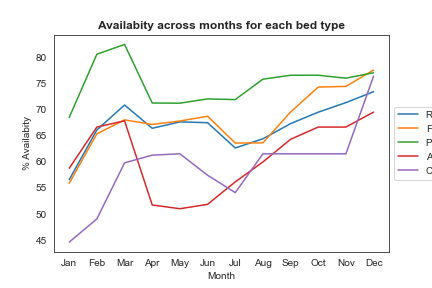 Availabity across months for each bed type
% Availabity
80
75
70
65
60
55
50
45
Jan Feb Mar Apr May Jun Jul Aug Sep Oct Nov Dec
Month
R
F
P
A